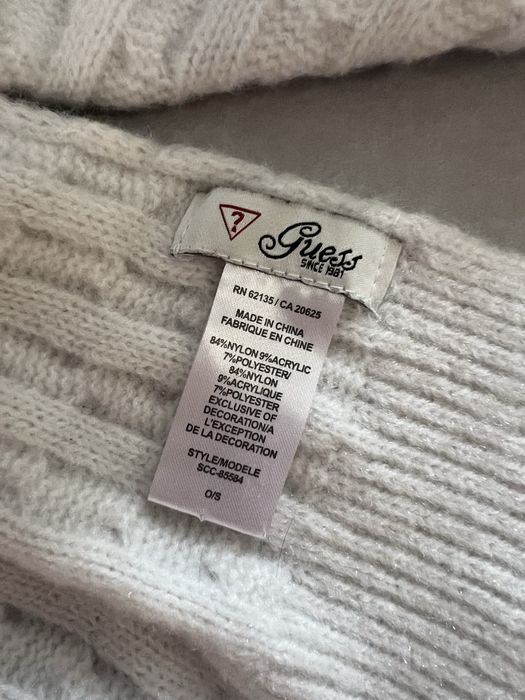 ?
Guess
SINCE 1981
RN 62135 / CA 20625
MADE IN CHINA
FABRIQUE EN CHINE
84%NYLON 9%ACRYLIC
7%POLYESTER/
84%NYLON
9%ACRYLIQUE
7%POLYESTER
EXCLUSIVE OF
DECORATION/A
L'EXCEPTION
DE LA DECORATION
STYLE/MODELE
SCC-85584
O/S